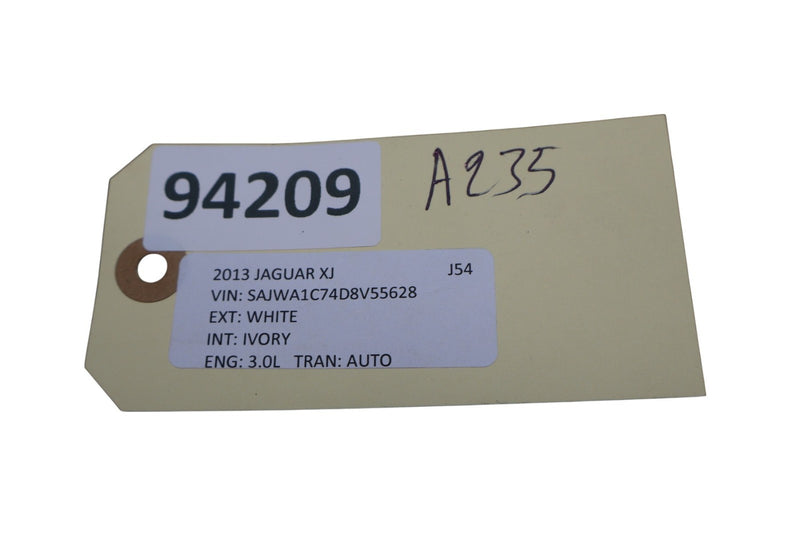 94209
A235
2013 JAGUAR XJ J54
VIN: SAJWA1C74D8V55628
EXT: WHITE
INT: IVORY
ENG: 3.0L TRAN: AUTO